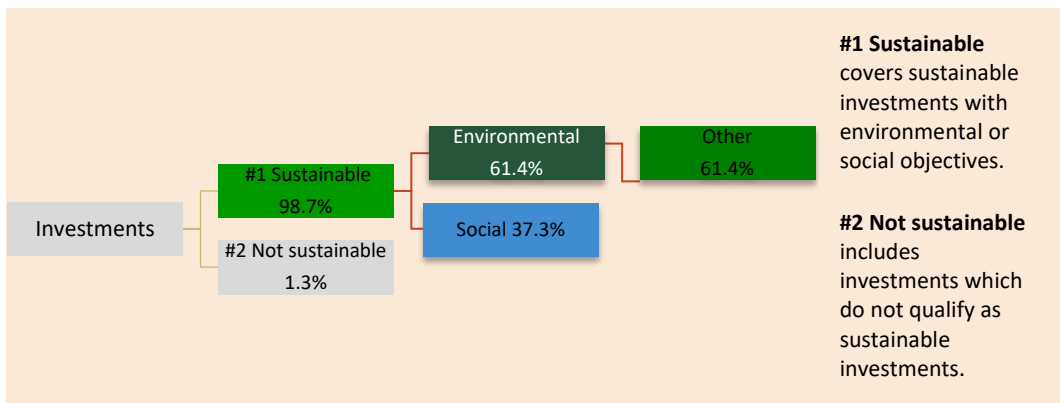 Investments
#1 Sustainable
98.7%
#2 Not sustainable
1.3%
Environmental
61.4%
Social 37.3%
Other
61.4%
#1 Sustainable
covers sustainable
investments with
environmental or
social objectives.
#2 Not sustainable
includes
investments which
do not qualify as
sustainable
investments.